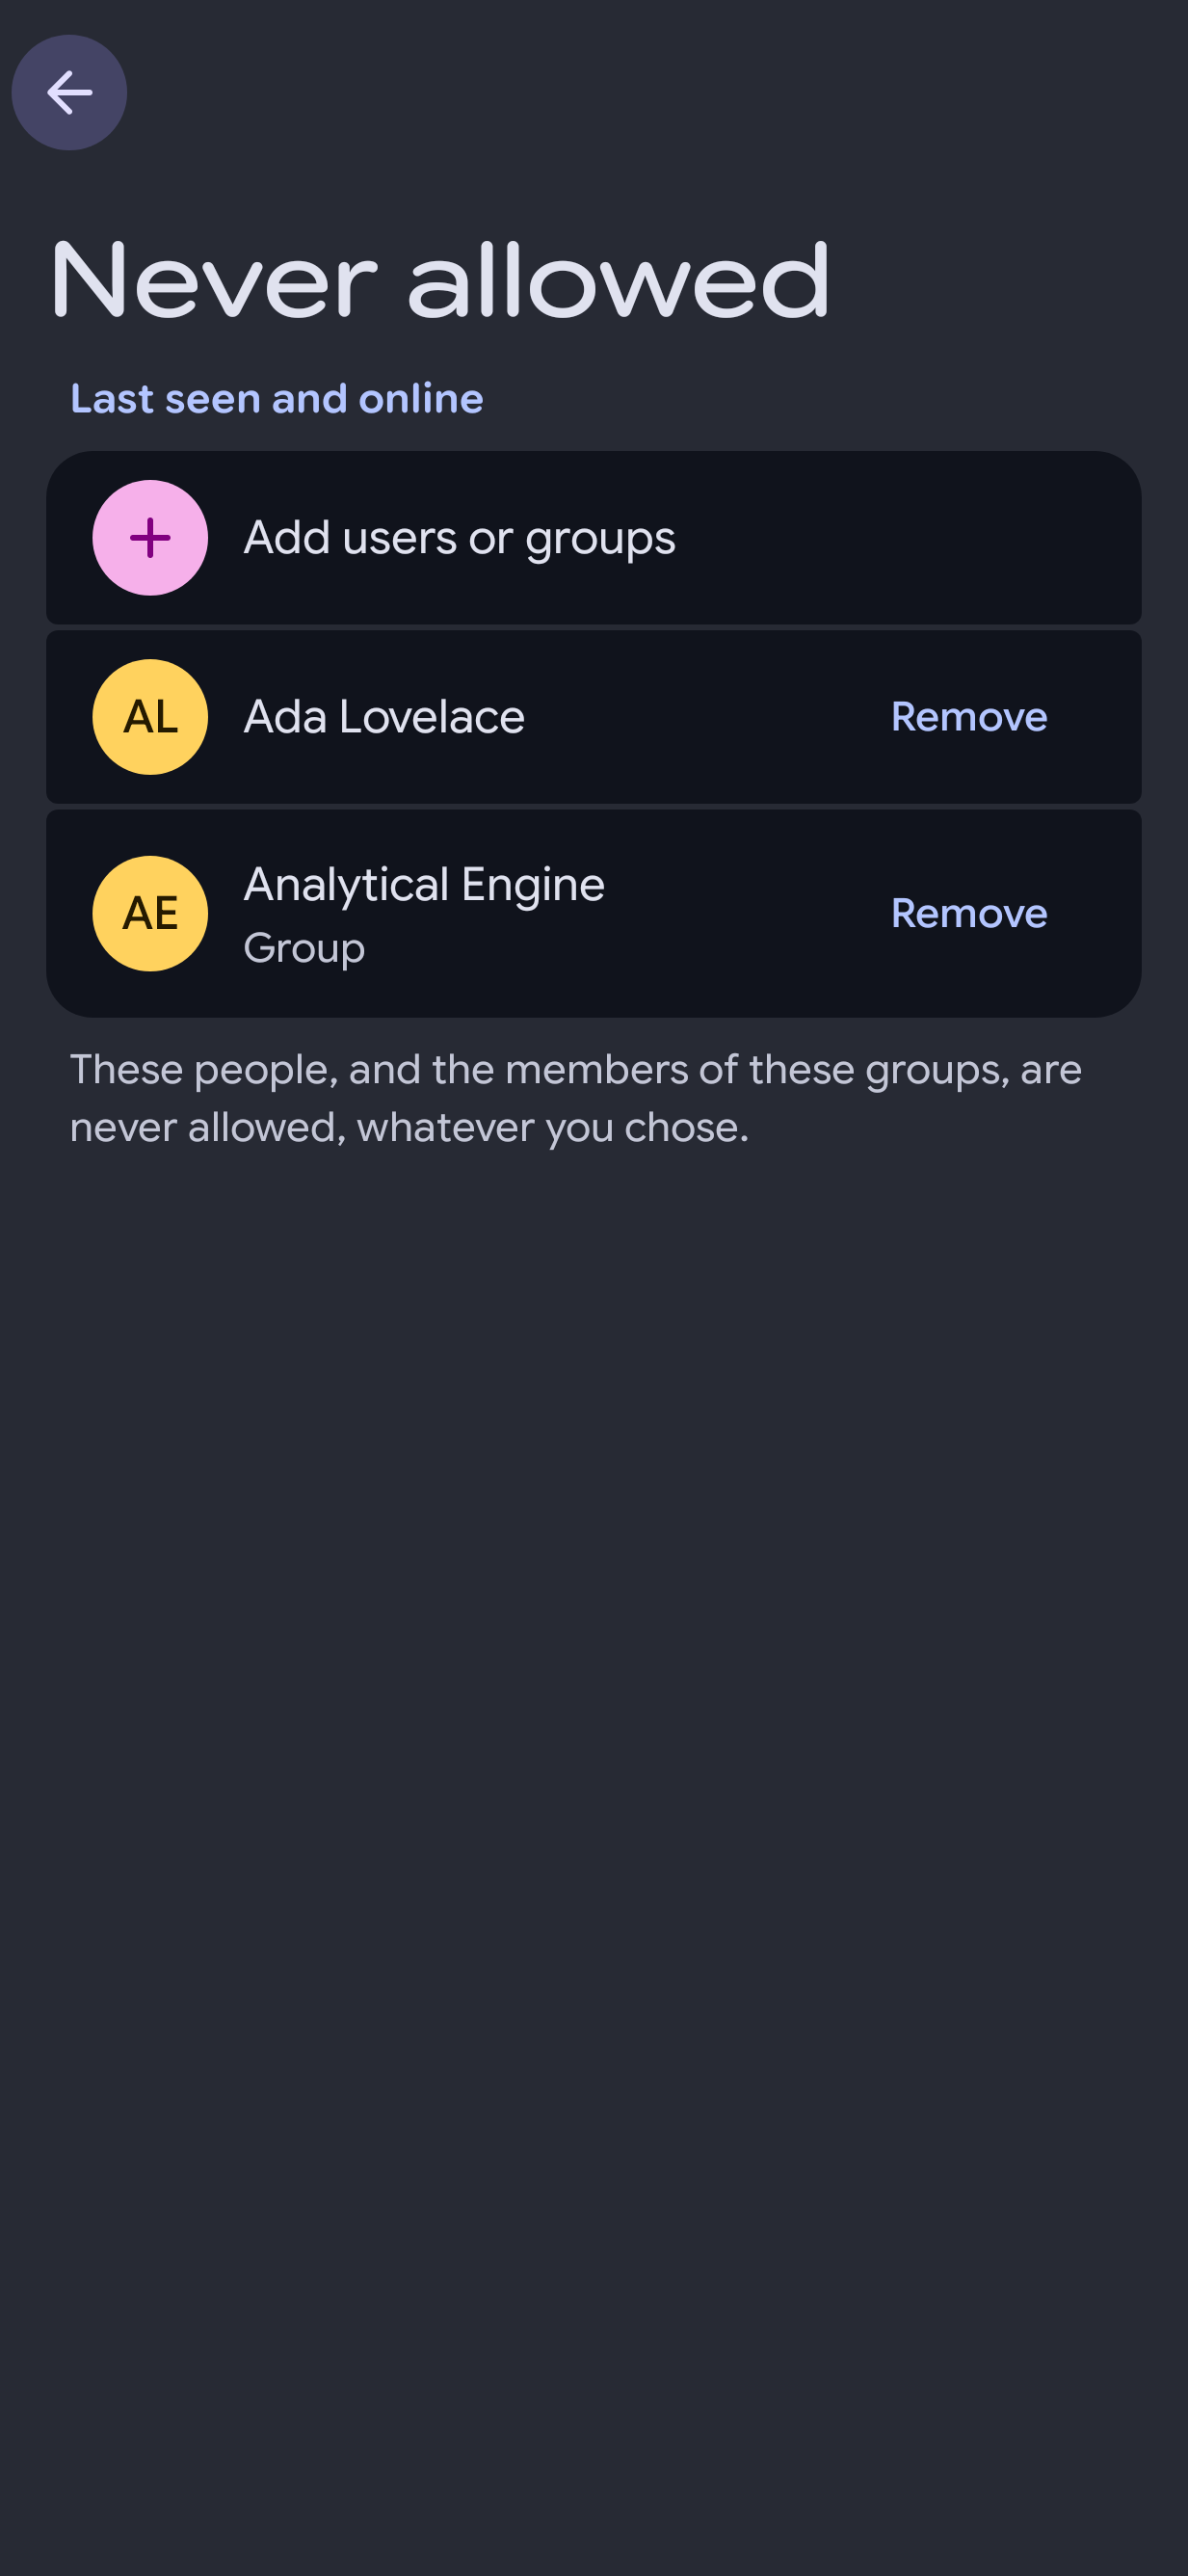 Never allowed
Last seen and online
Add users or groups
AL
Ada Lovelace
Remove
AE
Analytical Engine
Group
Remove
These people, and the members of these groups, are
never allowed, whatever you chose.